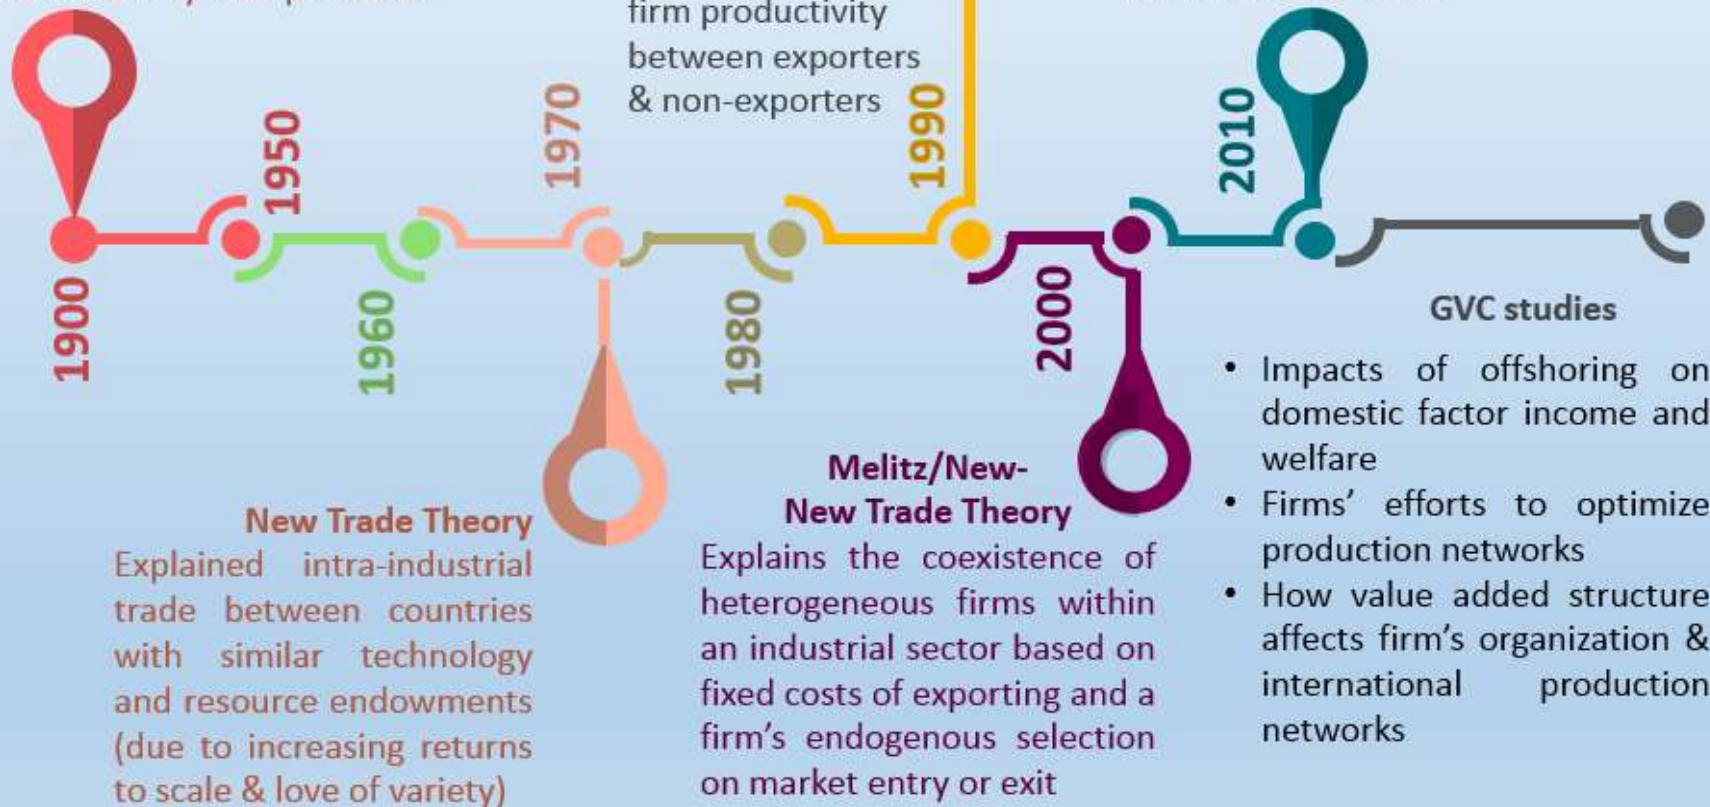 firm productivity
between exporters
& non-exporters
1900
1950
1960
1970
1980
1990
2000
2010
New Trade Theory
Explained intra-industrial
trade between countries
with similar technology
and resource endowments
(due to increasing returns
to scale & love of variety)
Melitz/New-
New Trade Theory
Explains the coexistence of
heterogeneous firms within
an industrial sector based on
fixed costs of exporting and a
firm's endogenous selection
on market entry or exit
GVC studies
• Impacts of offshoring on
domestic factor income and
welfare
• Firms' efforts to optimize
production networks
• How value added structure
affects firm's organization &
international production
networks